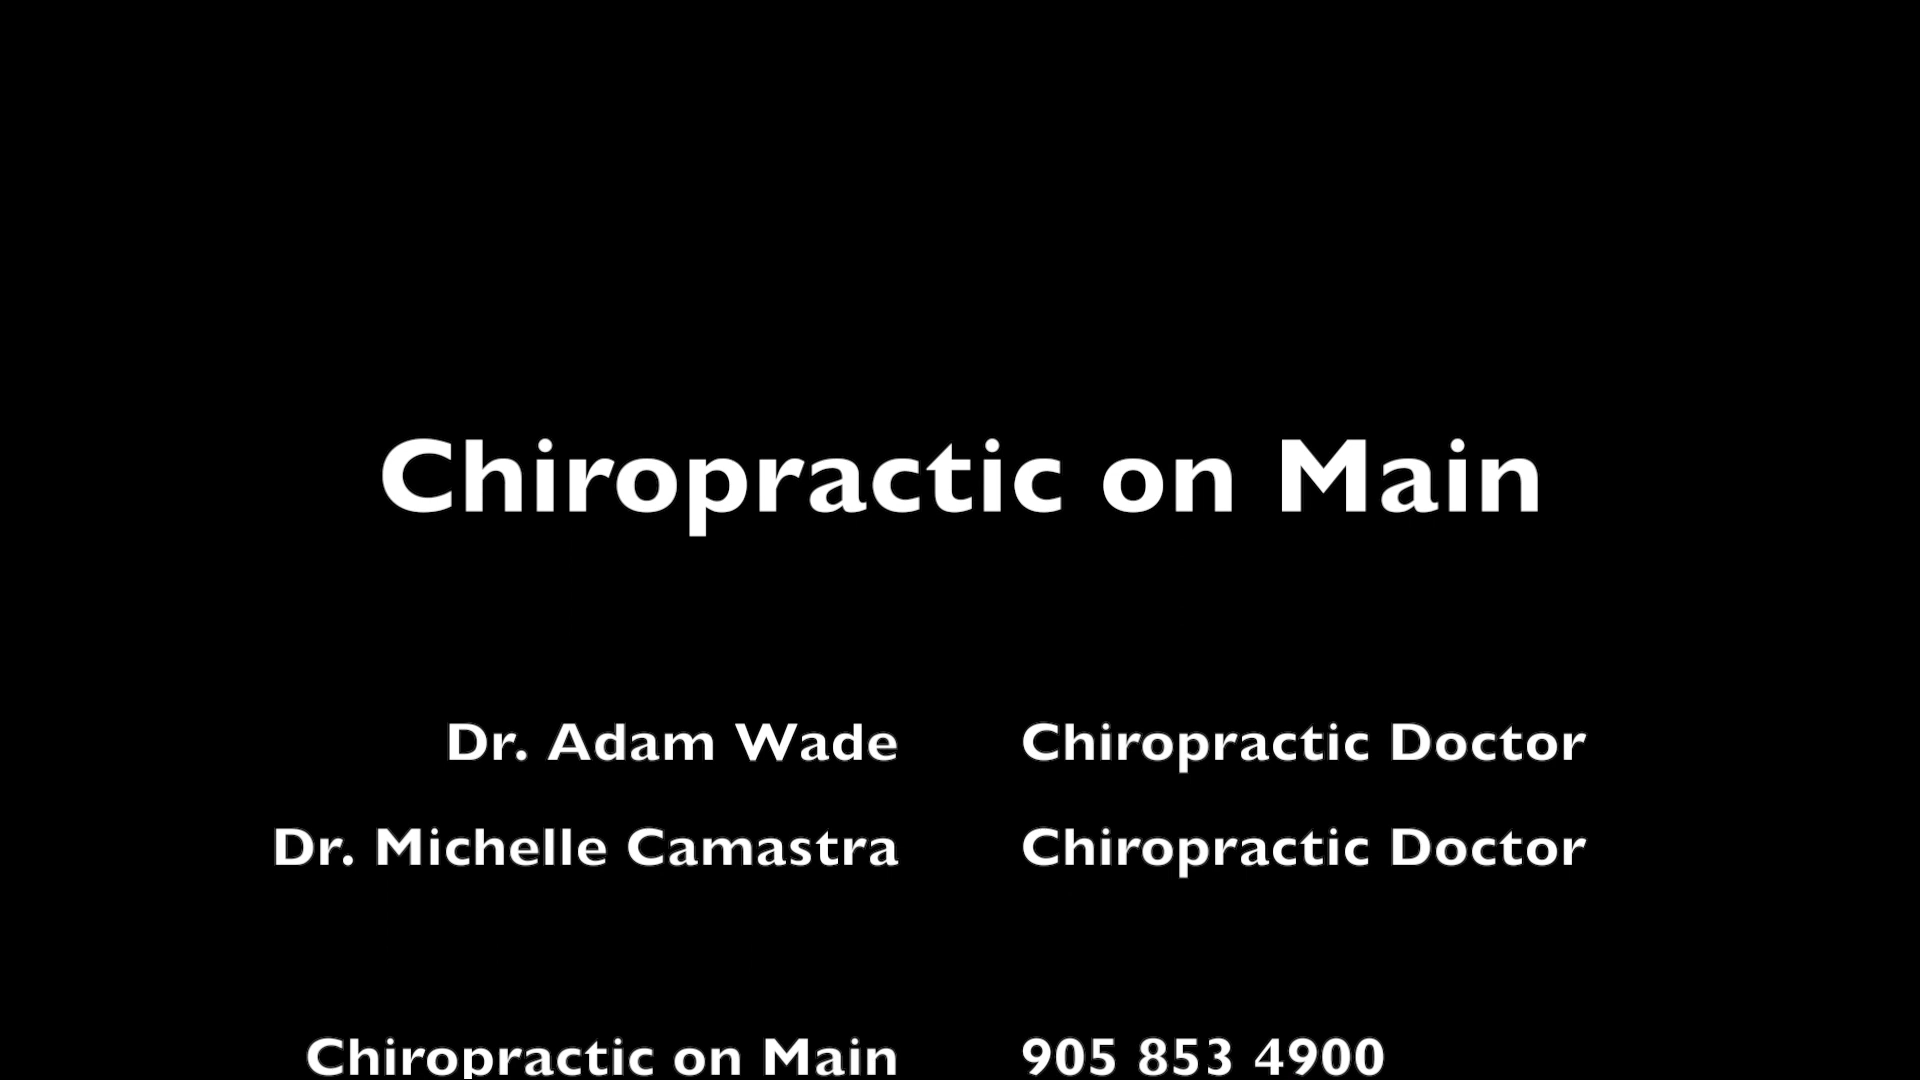 Chiropractic on Main
Dr. Adam Wade Chiropractic Doctor
Dr. Michelle Camastra Chiropractic Doctor
Chiropractic on Main 905 853 4900